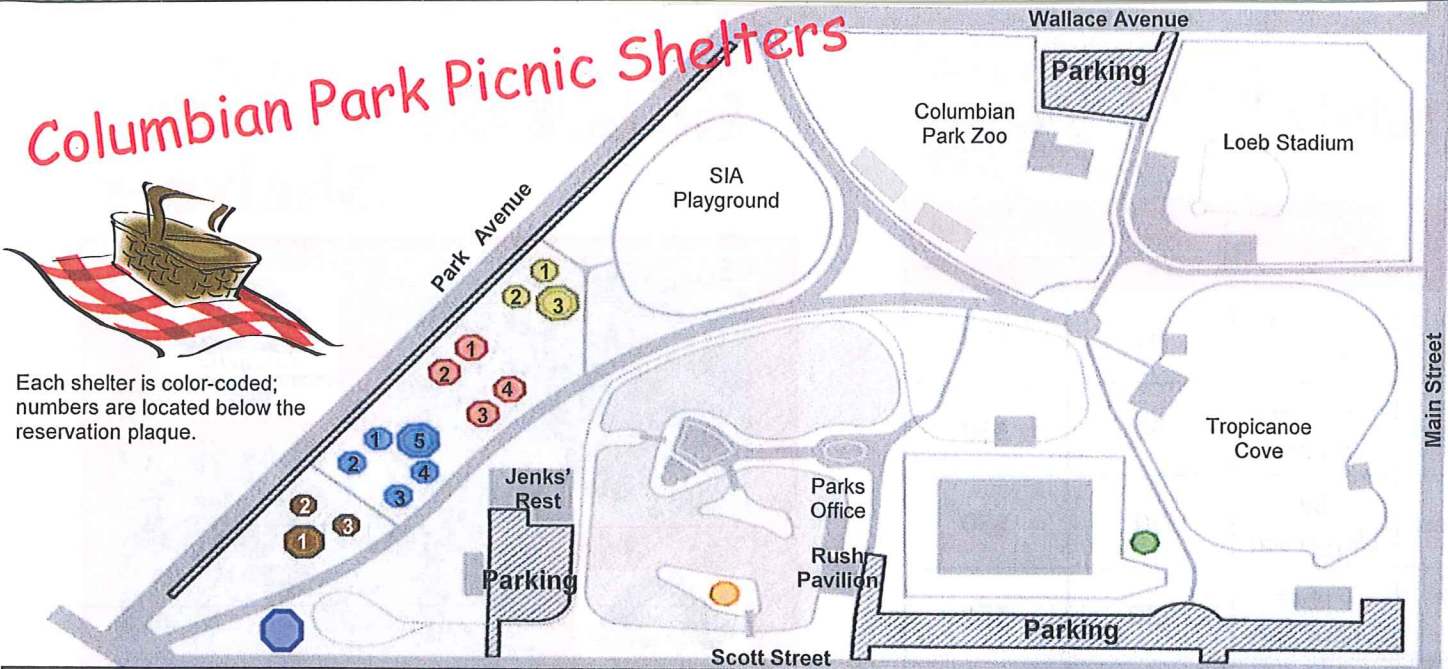 Columbian Park Picnic Shelters
Wallace Avenue
Parking
Columbian
Park Zoo
Loeb Stadium
SIA
Playground
Park Avenue
1
2
3
1
2
4
3
Each shelter is color-coded;
numbers are located below the
reservation plaque.
1
5
2
4
3
2
3
1
Tropicanoe
Cove
Main Street
Jenks'
Rest
Parks
Office
Rush
Pavilion
Parking
Parking
Scott Street